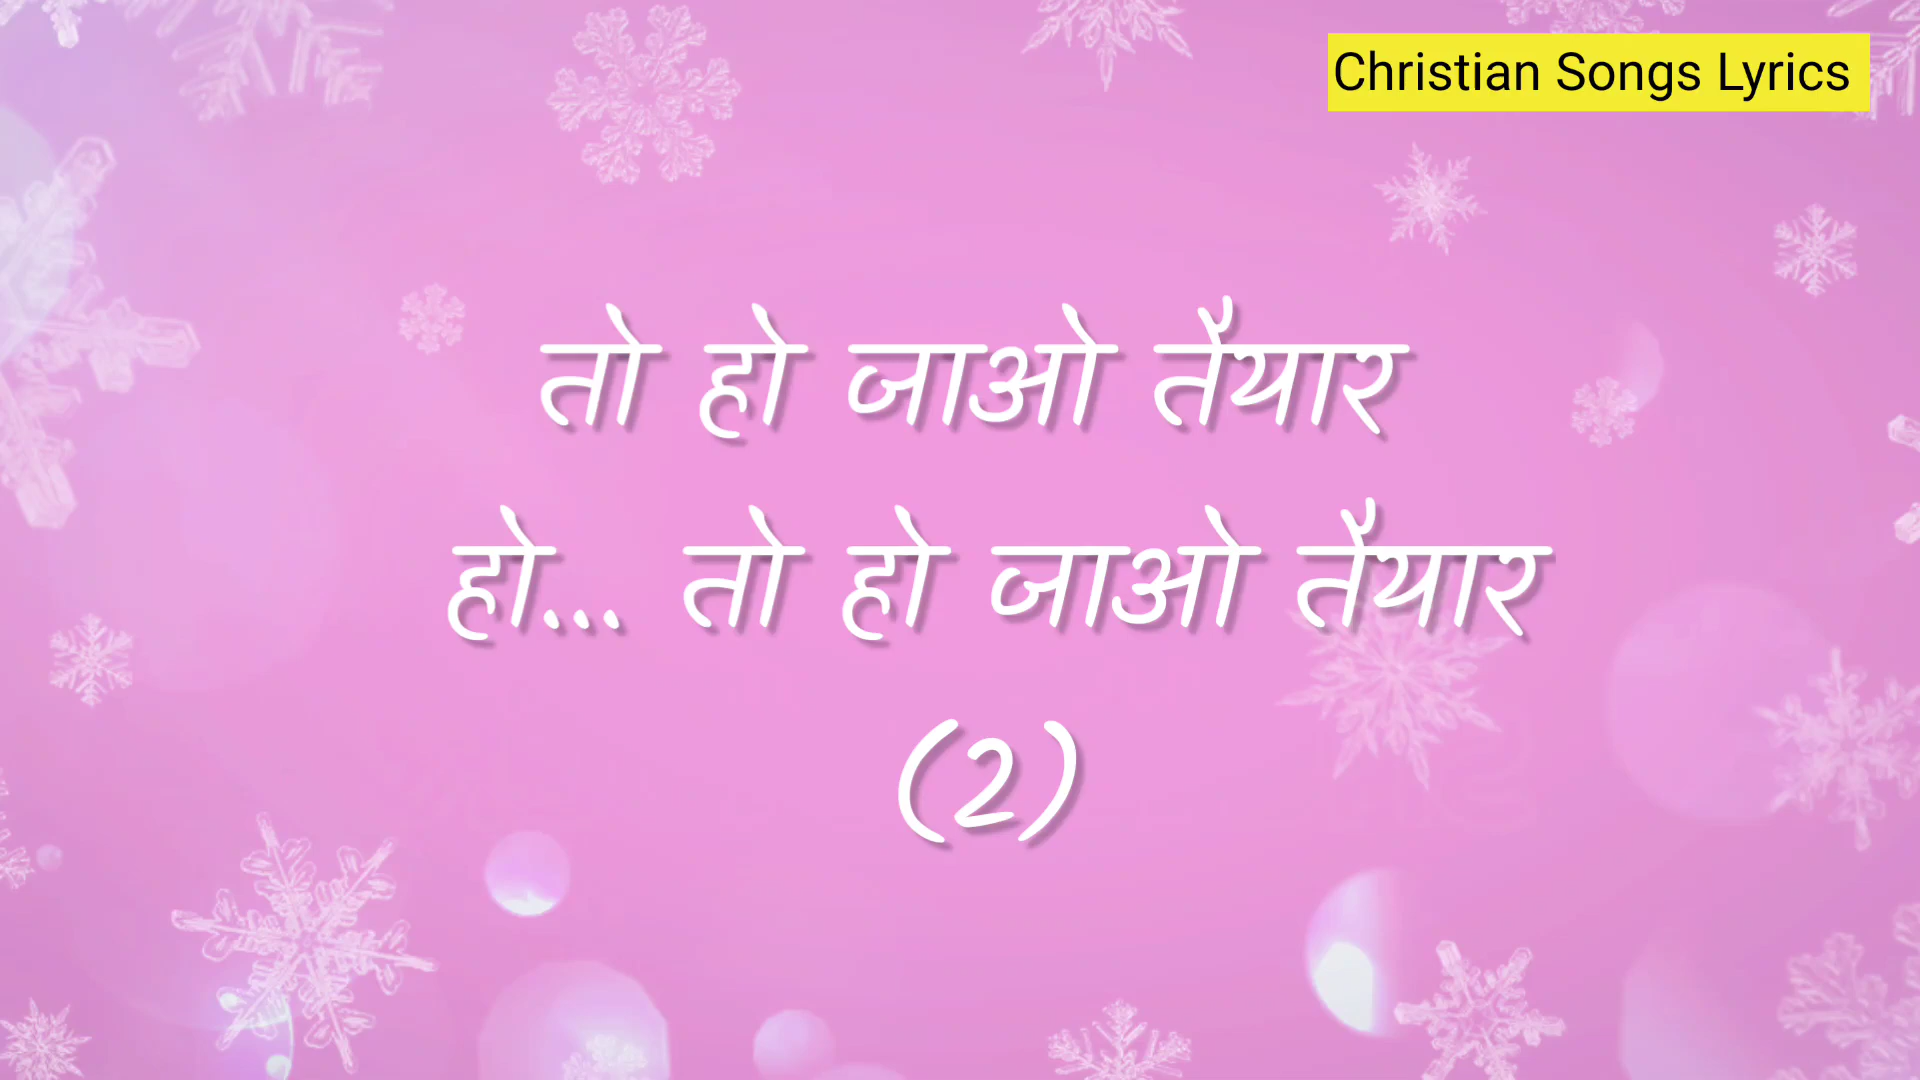 Christian Songs Lyrics
तो हो जाओ तैयार
हो... तो हो जाओ तैयार
(2)